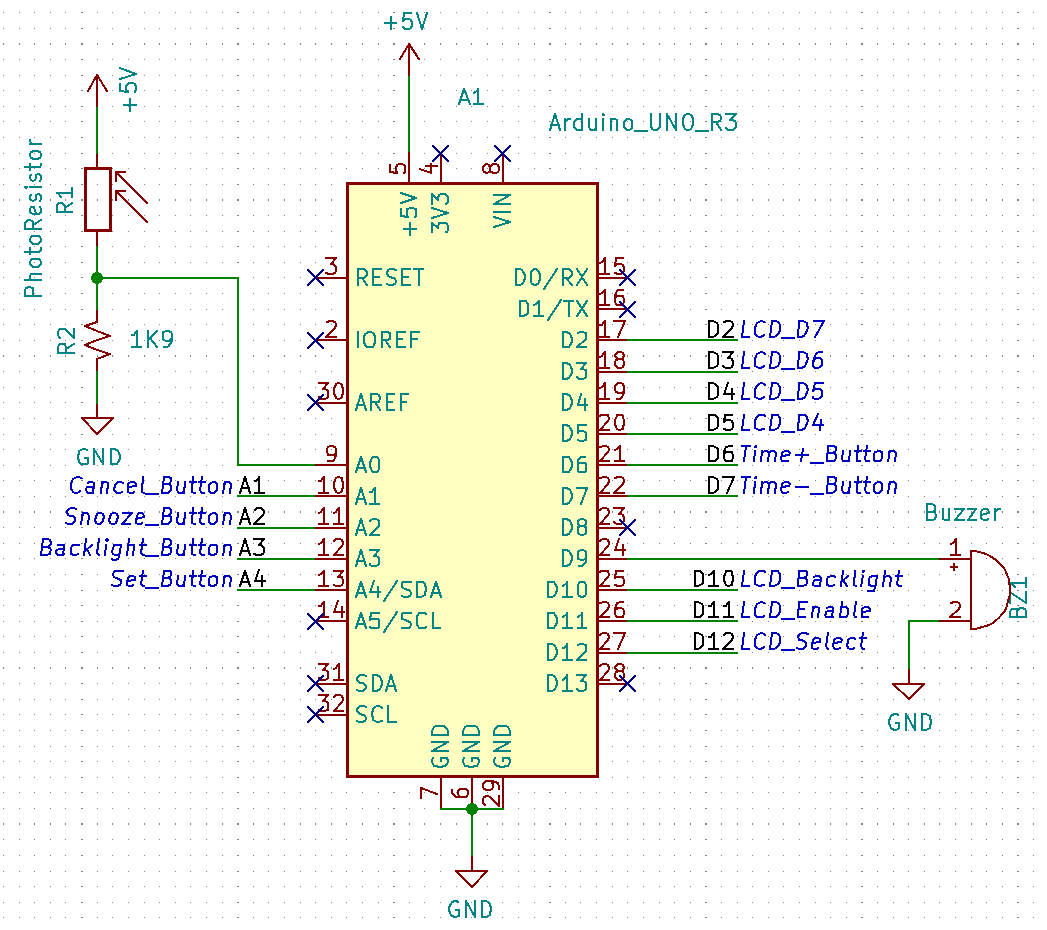 +5V
+5V
A1
Arduino_UNO_R3
PhotoResistor
R1
R2
1K9
GND
5
4
8
+5V
3V3
VIN
3
RESET
2
IOREF
30
AREF
9
A0
Cancel_Button A1
10
A1
Snooze_Button A2
11
A2
Backlight_Button A3
12
A3
Set_Button A4
13
A4/SDA
14
A5/SCL
31
SDA
32
SCL
D0/RX
15
D1/TX
16
D2
17
D2 LCD_D7
D3
18
D3 LCD_D6
D4
19
D4 LCD_D5
D5
20
D5 LCD_D4
D6
21
D6 Time+_Button
D7
22
D7 Time-_Button
D8
23
D9
24
D10
25
D10 LCD_Backlight
D11
26
D11 LCD_Enable
D12
27
D12 LCD_Select
D13
28
Buzzer
1
+
2
BZ1
GND
GND
GND
GND
7
6
29
GND